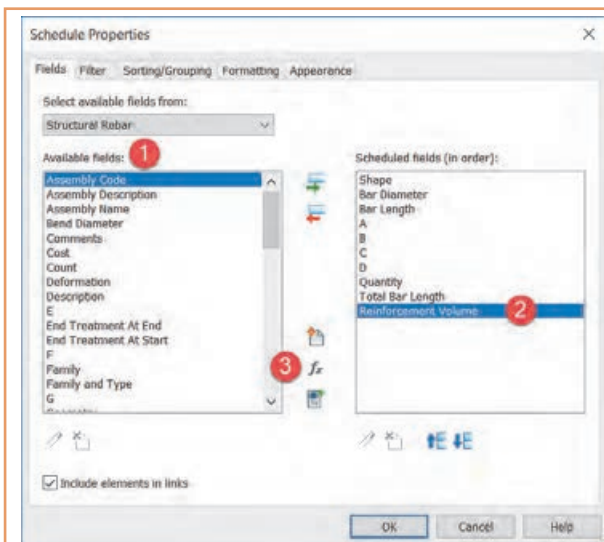 Schedule Properties
Fields Filter Sorting/Grouping Formatting Appearance
Select available fields from:
Structural Rebar
Available fields:
1
Assembly Code
Assembly Description
Assembly Name
Bend Diameter
Comments
Cost
Count
Deformation
Description
E
End Treatment At End
End Treatment At Start
F
Family
Family and Type
G
3
fx
Scheduled fields (in order):
Shape
Bar Diameter
Bar Length
A
B
C
D
Quantity
Total Bar Length
Reinforcement Volume
2
Include elements in links
OK Cancel Help